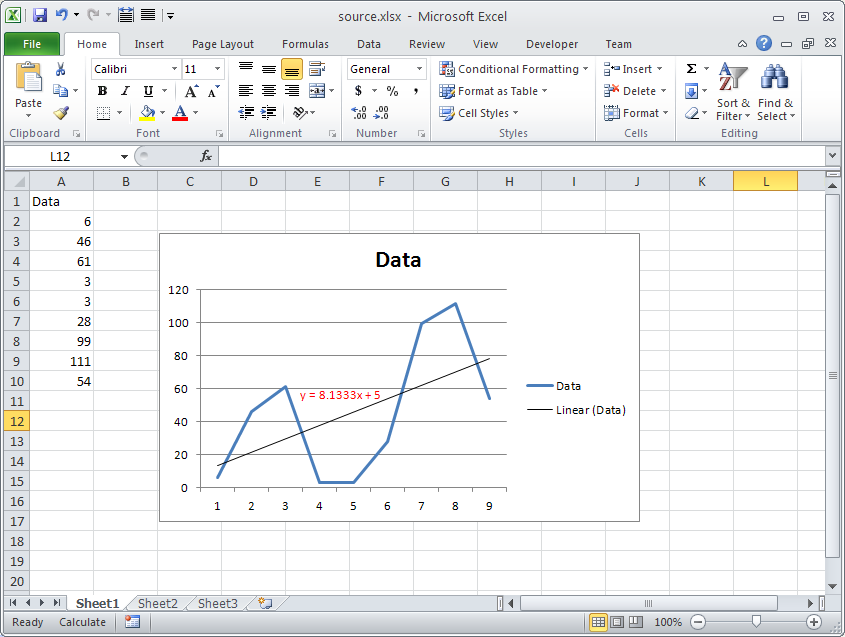 source.xlsx - Microsoft Excel
File Home Insert Page Layout Formulas Data Review View Developer Team
Calibri 11 General Conditional Formatting Insert Σ
Paste B I U A A $ % , Format as Table Delete Sort & Find &
A Cell Styles Format Filter Select
Clipboard Font Alignment Number Styles Cells Editing
L12 fx
A B C D E F G H I J K L
1 Data
2 6
3 46
4 61
5 3
6 3
7 28
8 99
9 111
10 54
11
12
13
14
15
16
17
18
19
20
Data
120
100
80
60
40
20
0
y = 8.1333x + 5
1 2 3 4 5 6 7 8 9
Data
Linear (Data)
Sheet1 Sheet2 Sheet3
Ready Calculate 100%